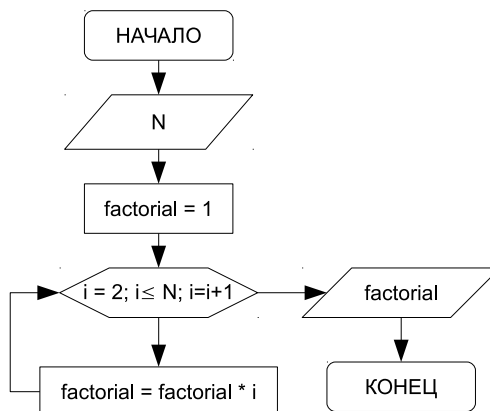 НАЧАЛО
N
factorial = 1
i = 2; i≤ N; i=i+1
factorial
factorial = factorial * i
КОНЕЦ